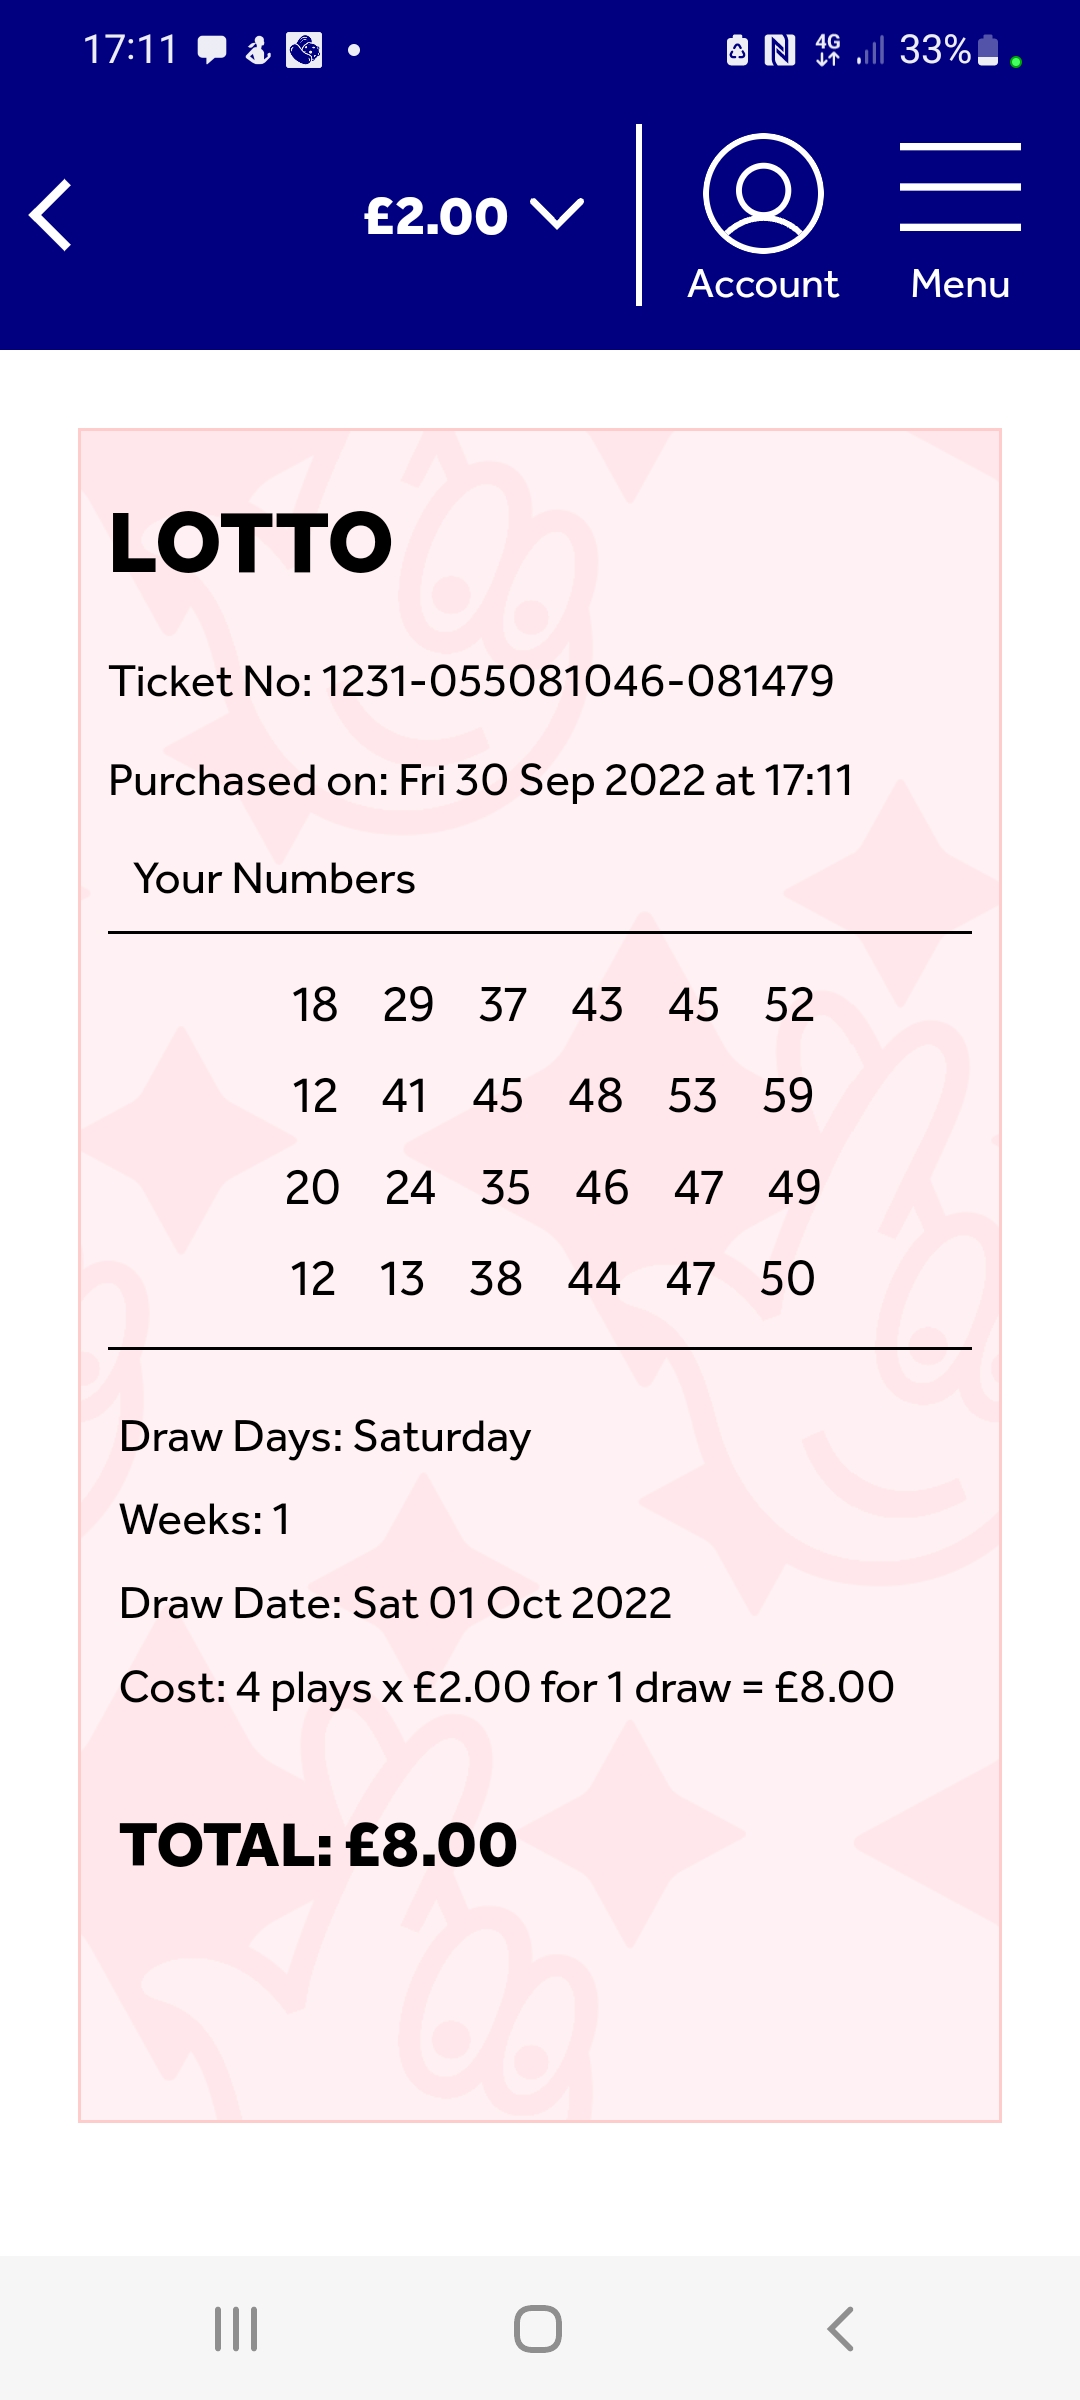 17:11 4G 33%
£2.00
Account Menu
LOTTO
Ticket No: 1231-055081046-081479
Purchased on: Fri 30 Sep 2022 at 17:11
Your Numbers
18 29 37 43 45 52
12 41 45 48 53 59
20 24 35 46 47 49
12 13 38 44 47 50
Draw Days: Saturday
Weeks: 1
Draw Date: Sat 01 Oct 2022
Cost: 4 plays x £2.00 for 1 draw = £8.00
TOTAL: £8.00